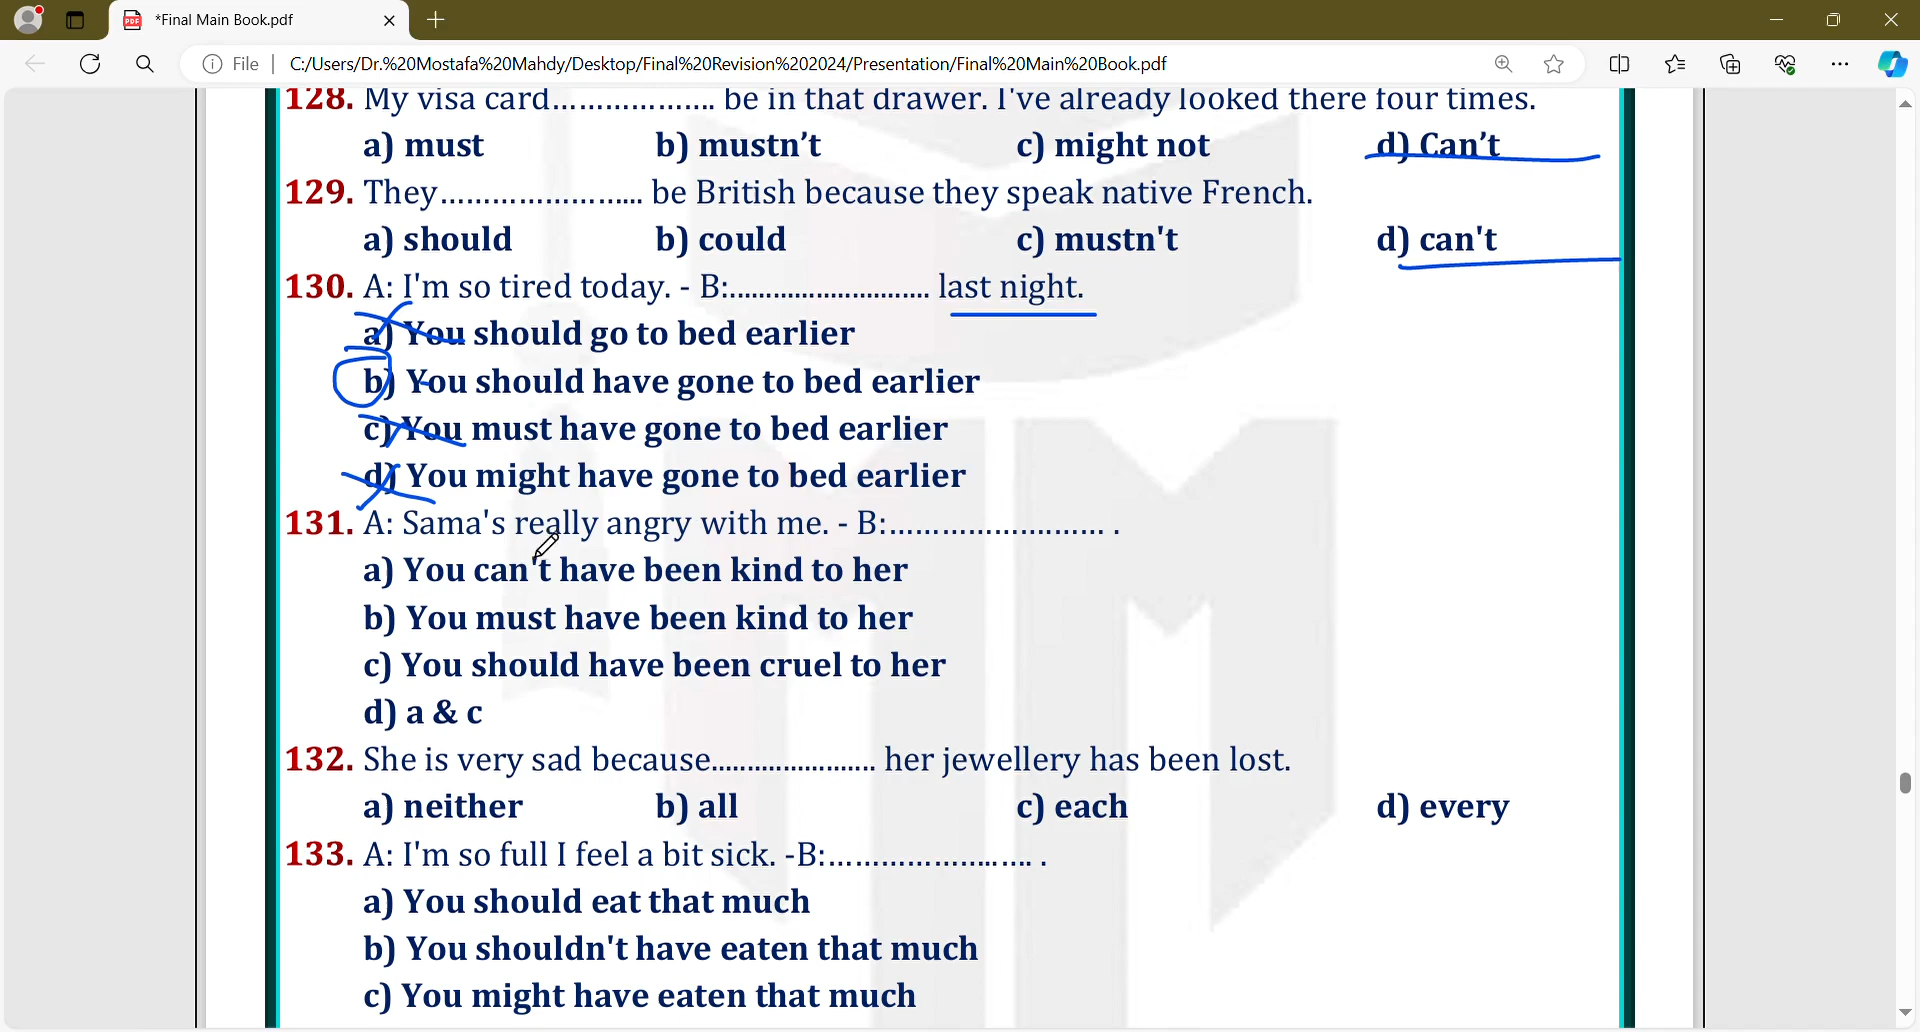 *Final Main Book.pdf
File
C:/Users/Dr.%20Mostafa%20Mahdy/Desktop/Final%20Revision%202024/Presentation/Final%20Main%20Book.pdf
128. My visa card.................... be in that drawer. I've already looked there four times.
a) must b) mustn’t c) might not d) Can’t
129. They........................ be British because they speak native French.
a) should b) could c) mustn't d) can't
130. A: I'm so tired today. - B:........................... last night.
a) You should go to bed earlier
b) You should have gone to bed earlier
c) You must have gone to bed earlier
d) You might have gone to bed earlier
131. A: Sama's really angry with me. - B:......................... .
a) You can't have been kind to her
b) You must have been kind to her
c) You should have been cruel to her
d) a & c
132. She is very sad because...................... her jewellery has been lost.
a) neither b) all c) each d) every
133. A: I'm so full I feel a bit sick. -B:........................ .
a) You should eat that much
b) You shouldn't have eaten that much
c) You might have eaten that much